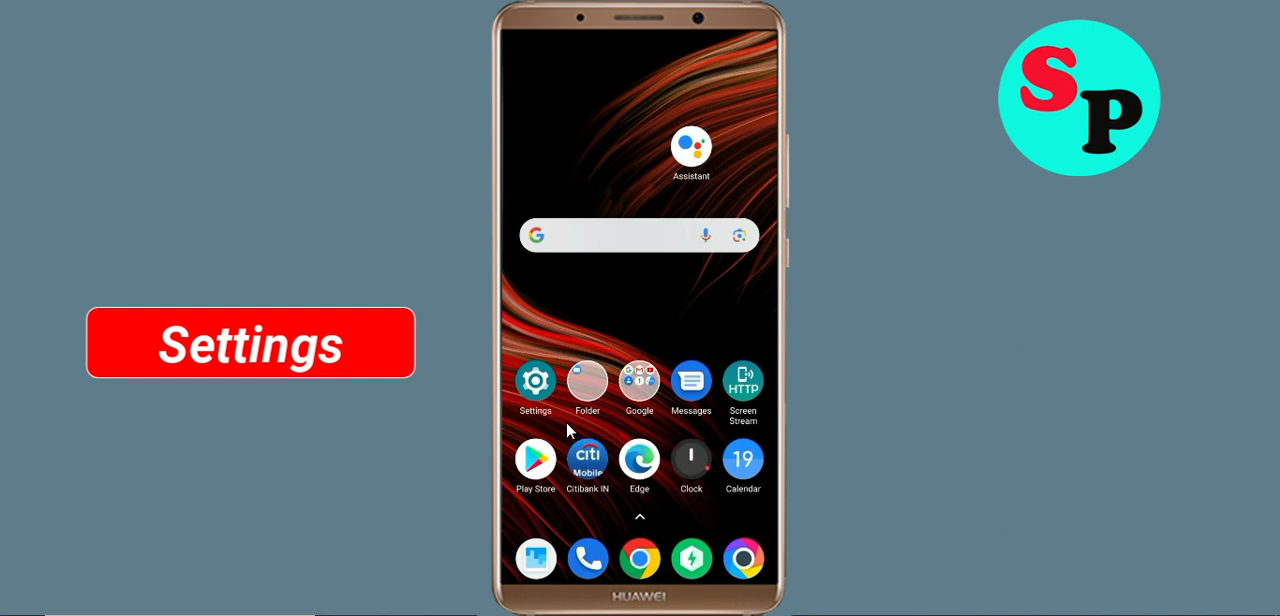 S
P
Assistant
Settings
Settings
Folder
Google
Messages
HTTP
Screen
Stream
citi
Mobile
19
Play Store
Citibank IN
Edge
Clock
Calendar
HUAWEI